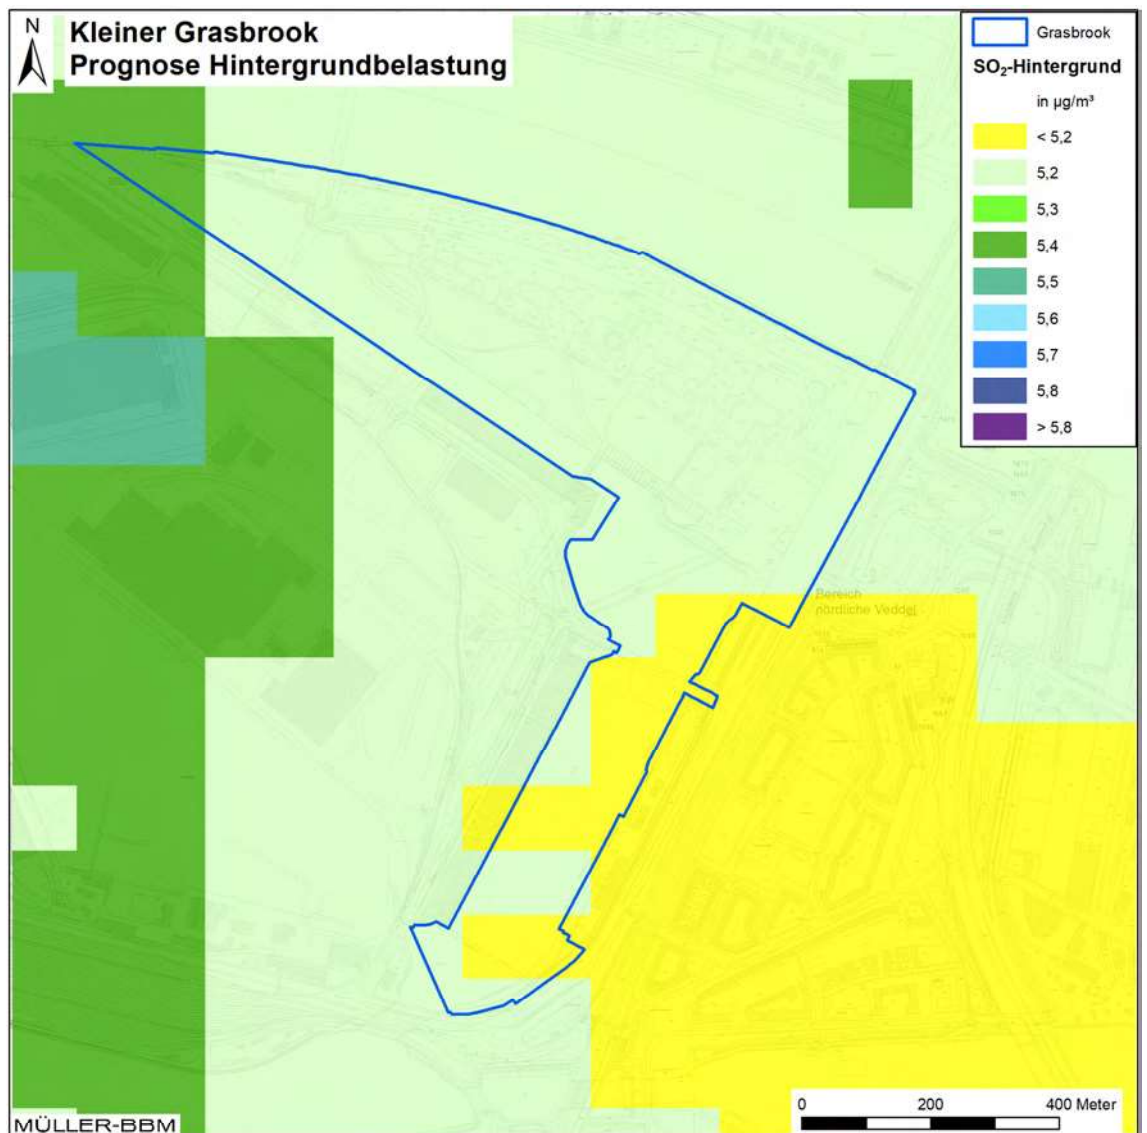 N
Kleiner Grasbrook
Prognose Hintergrundbelastung
Grasbrook
SO₂-Hintergrund
in µg/m³
< 5,2
5,2
5,3
5,4
5,5
5,6
5,7
5,8
> 5,8
Bereich
nördliche Veddel
0 200 400 Meter
MÜLLER-BBM